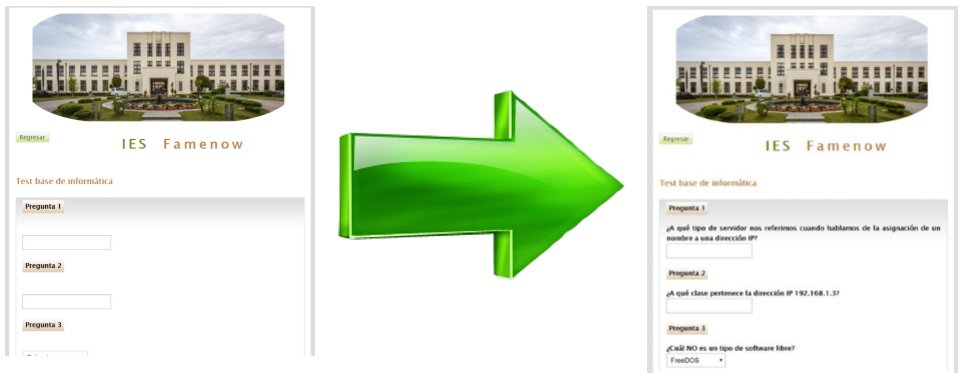 Regresar
IES Famenow
Test base de informática
Pregunta 1
Pregunta 2
Pregunta 3
Regresar
IES Famenow
Test base de informática
Pregunta 1
¿A qué tipo de servidor nos referimos cuando hablamos de la asignación de un
nombre a una dirección IP?
Pregunta 2
¿A qué clase pertenece la dirección IP 192.168.1.3?
Pregunta 3
¿Cuál NO es un tipo de software libre?
FreeDOS